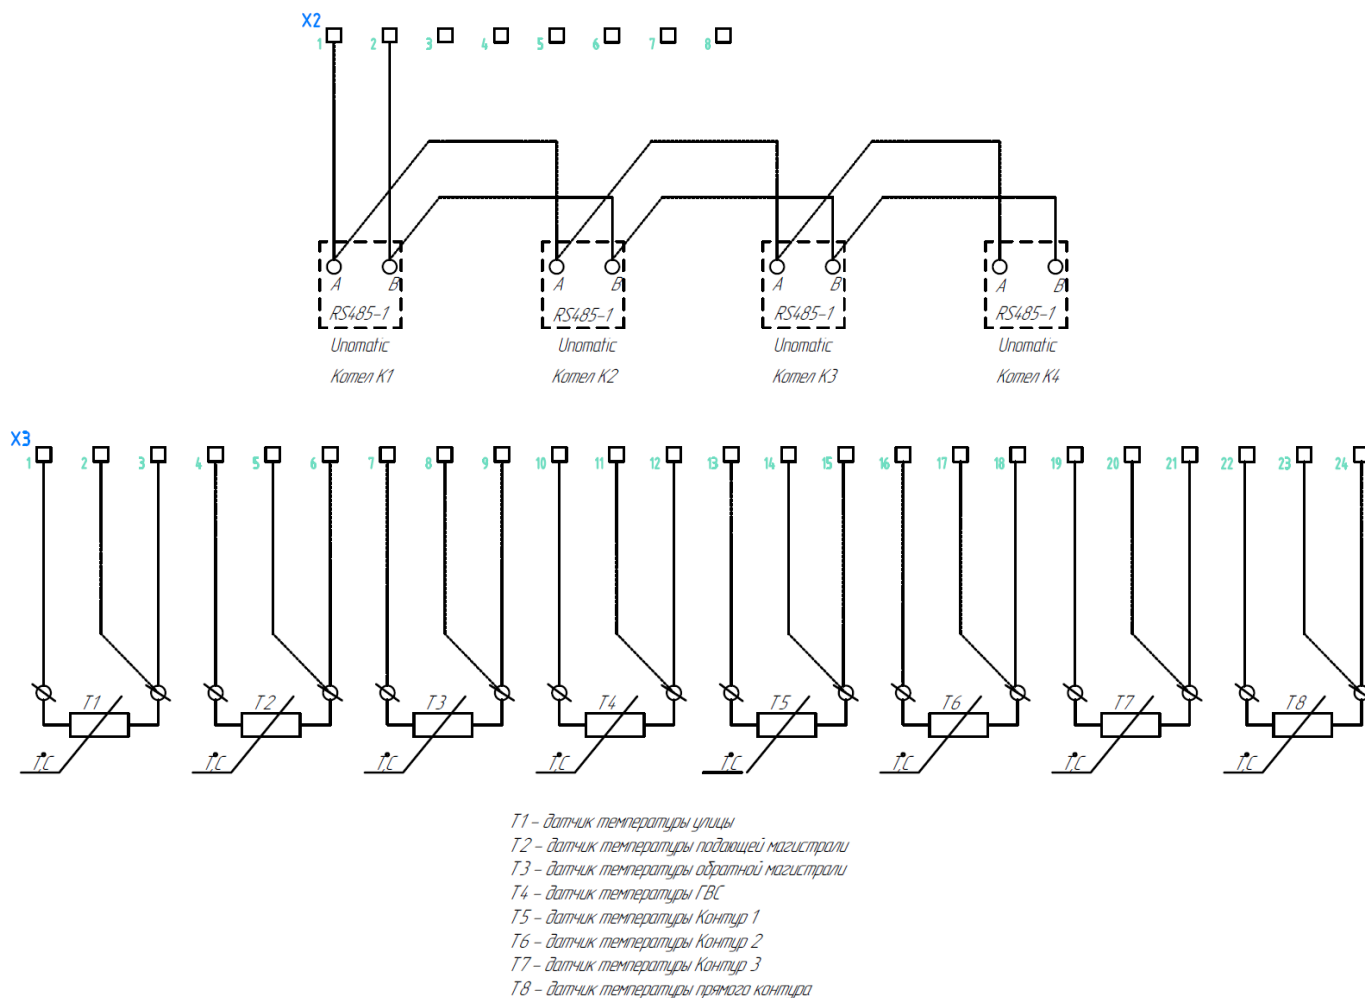 X2
1 2 3 4 5 6 7 8
A B A B A B A B
RS485-1 RS485-1 RS485-1 RS485-1
Unomatic Unomatic Unomatic Unomatic
Котел К1 Котел К2 Котел К3 Котел К4
X3
1 2 3 4 5 6 7 8 9 10 11 12 13 14 15 16 17 18 19 20 21 22 23 24
T1 T2 T3 T4 T5 T6 T7 T8
T,°C T,°C T,°C T,°C T,°C T,°C T,°C T,°C
T1 – датчик температуры улицы
T2 – датчик температуры подающей магистрали
T3 – датчик температуры обратной магистрали
T4 – датчик температуры ГВС
T5 – датчик температуры Контур 1
T6 – датчик температуры Контур 2
T7 – датчик температуры Контур 3
T8 – датчик температуры прямого контура